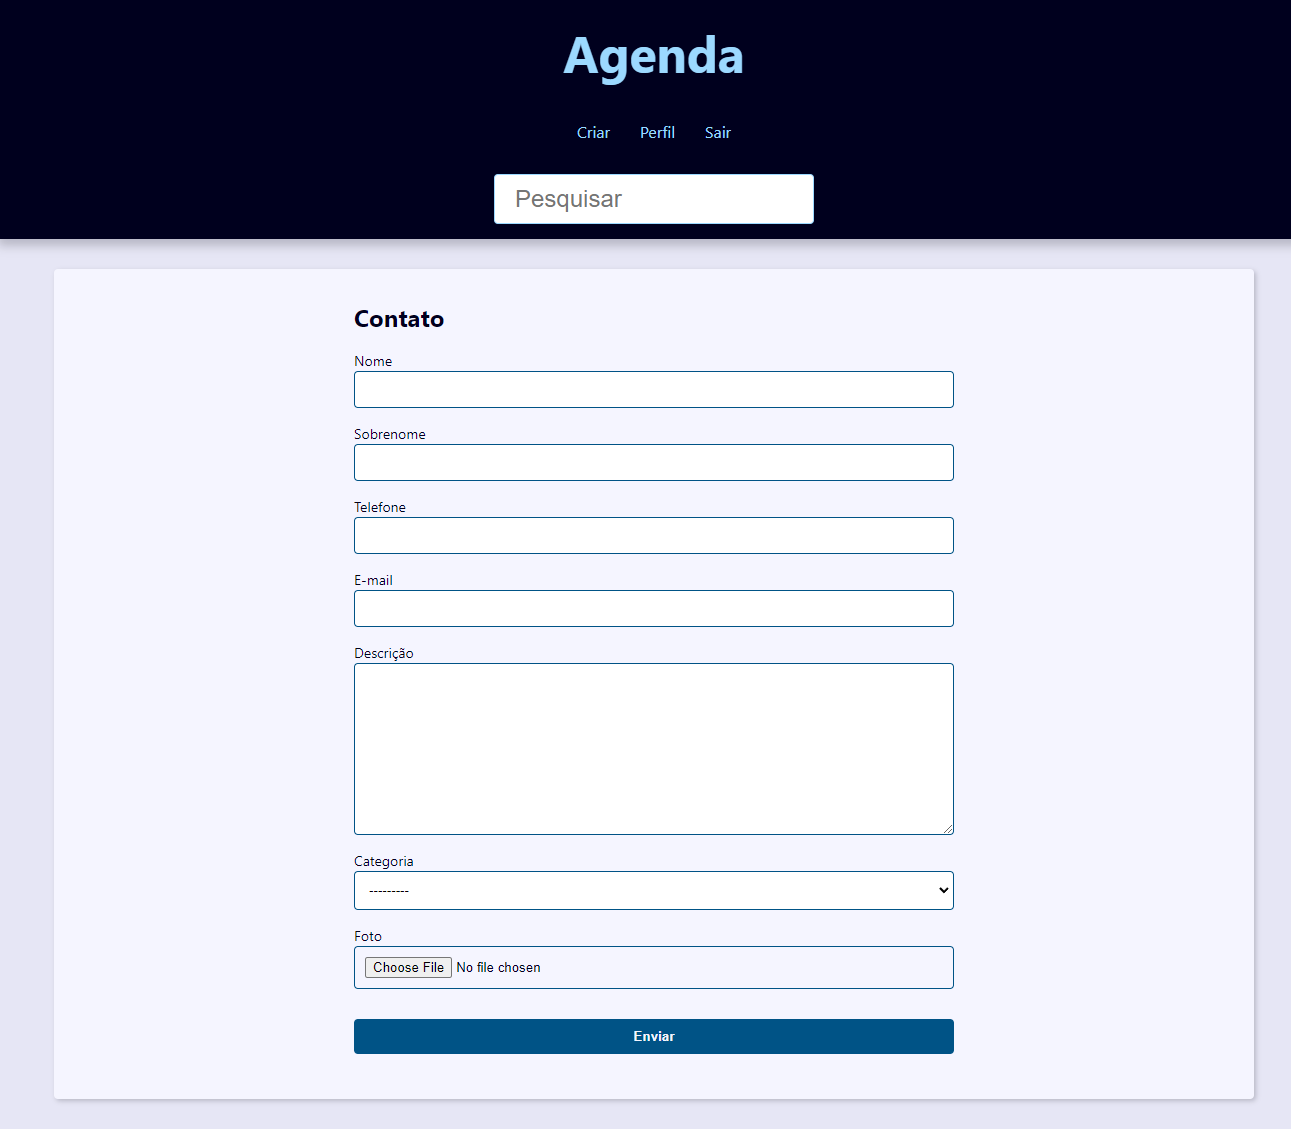 Agenda
Criar Perfil Sair
Pesquisar
Contato
Nome
Sobrenome
Telefone
E-mail
Descrição
Categoria
---------
Foto
Choose File No file chosen
Enviar